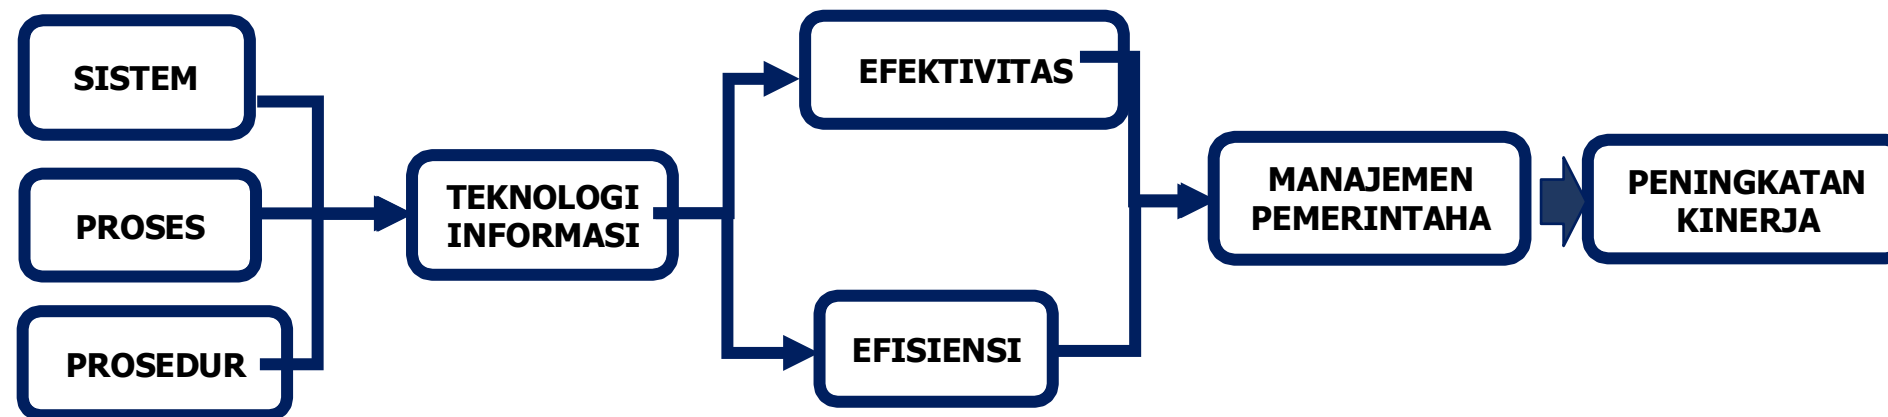 SISTEM
PROSES
PROSEDUR
TEKNOLOGI
INFORMASI
EFEKTIVITAS
EFISIENSI
MANAJEMEN
PEMERINTAHA
PENINGKATAN
KINERJA